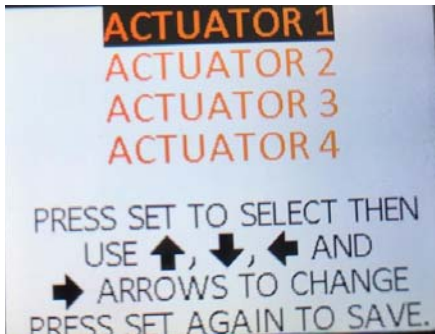 ACTUATOR 1
ACTUATOR 2
ACTUATOR 3
ACTUATOR 4
PRESS SET TO SELECT THEN
USE ⬆, ⬇, ⬅ AND
➡ ARROWS TO CHANGE
PRESS SET AGAIN TO SAVE.